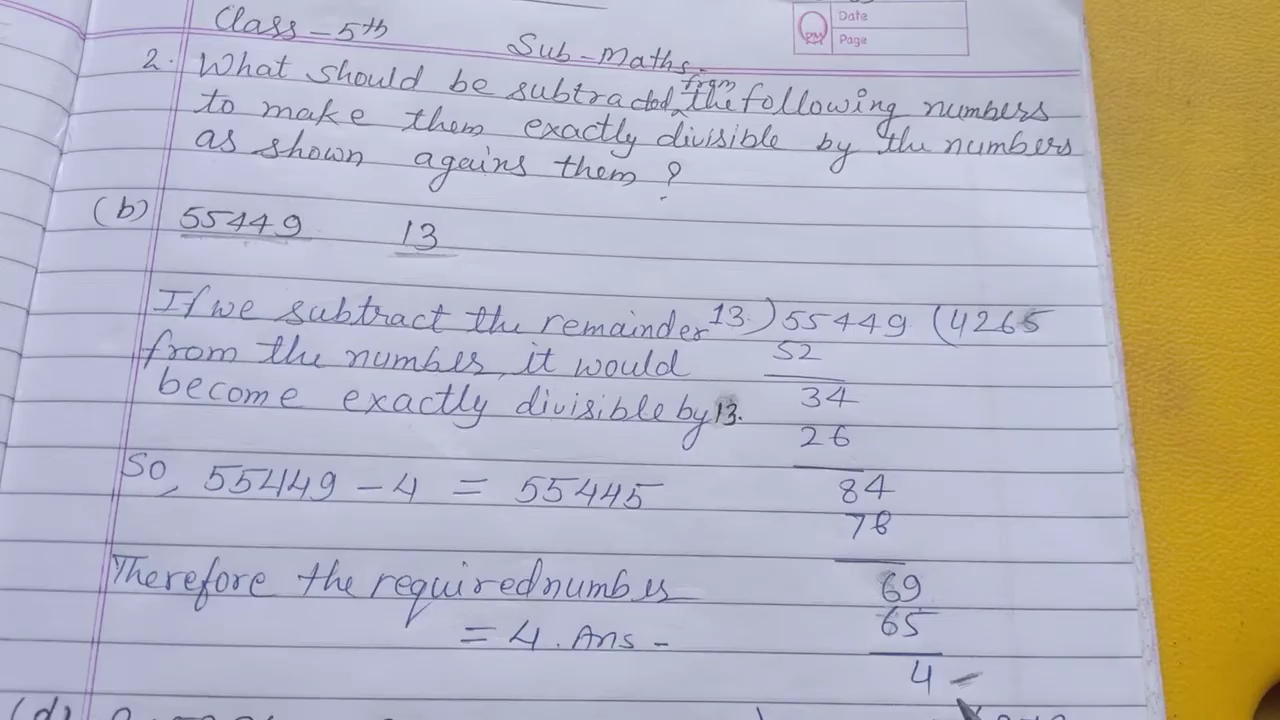 Class - 5th
Date
Page
PM
Sub - Maths.
2. What should be subtracted from the following numbers
to make them exactly divisible by the numbers
as shown agains them ?
(b) 55449 13
If we subtract the remainder
from the number, it would
become exactly divisible by 13.
So, 55449 - 4 = 55445
Therefore the required number
= 4. Ans -
13) 55449 (4265
52
34
26
84
78
69
65
4 -
(d)